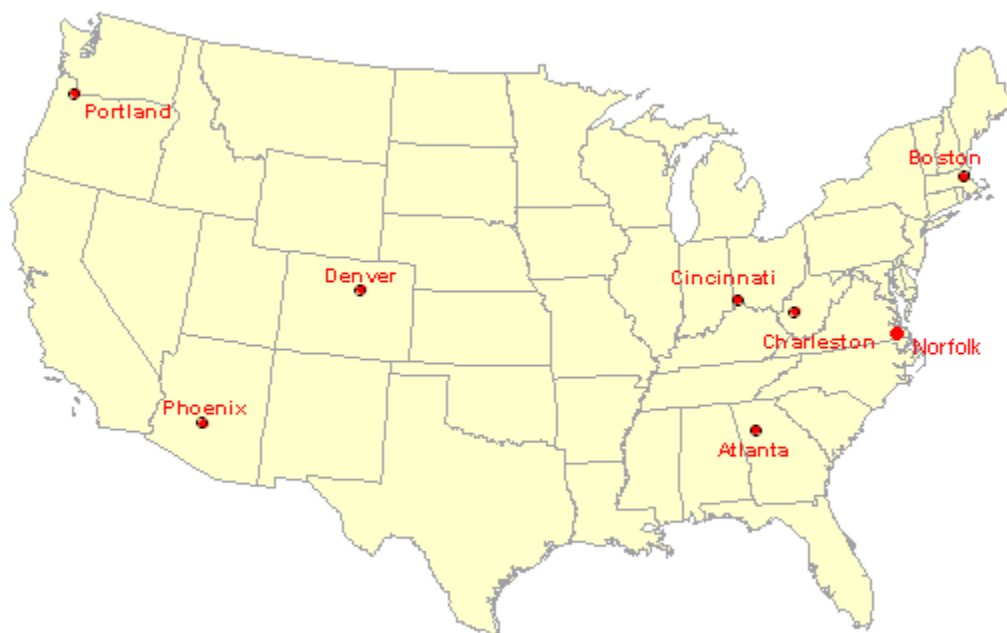 Portland
Boston
Denver
Cincinnati
Charleston
Norfolk
Phoenix
Atlanta